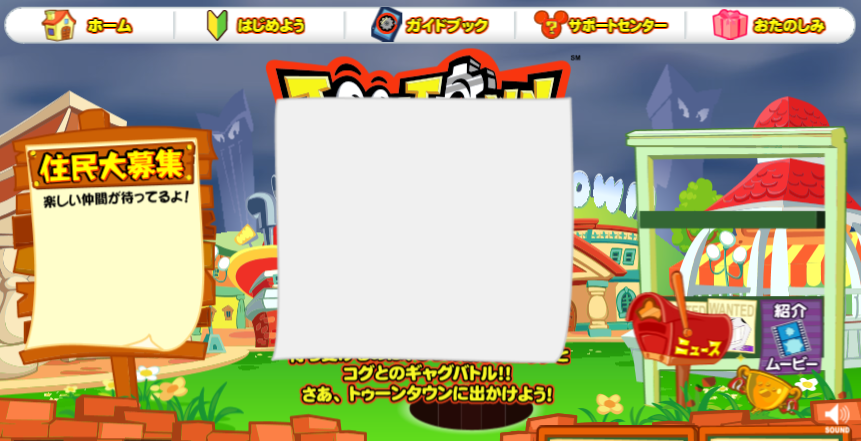 ホーム
はじめよう
ガイドブック
サポートセンター
おたのしみ
SM
住民大募集
楽しい仲間が待ってるよ!
OWN
WANTED
紹介
ムービー
ニュース
コグとのギャグバトル!!
さあ、トゥーンタウンに出かけよう!
SOUND